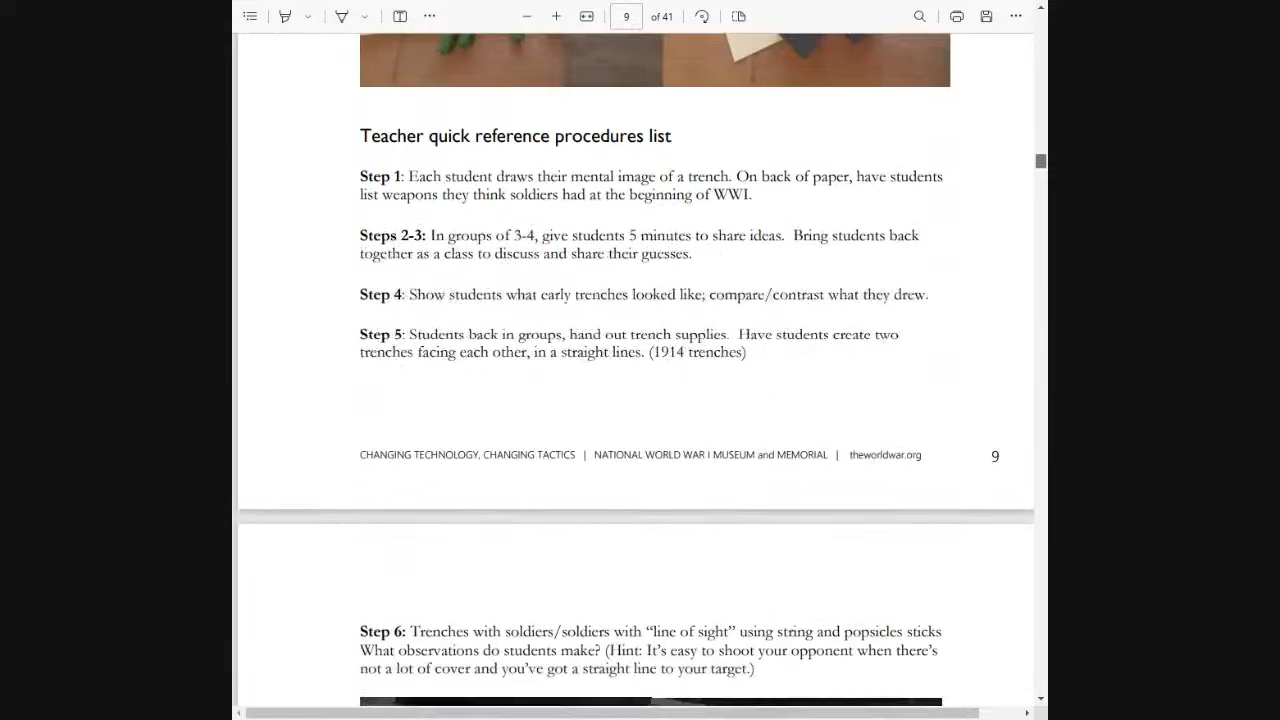 9 of 41
Teacher quick reference procedures list
Step 1: Each student draws their mental image of a trench. On back of paper, have students
list weapons they think soldiers had at the beginning of WWI.
Steps 2-3: In groups of 3-4, give students 5 minutes to share ideas.  Bring students back
together as a class to discuss and share their guesses.
Step 4: Show students what early trenches looked like; compare/contrast what they drew.
Step 5: Students back in groups, hand out trench supplies.  Have students create two
trenches facing each other, in a straight lines. (1914 trenches)
CHANGING TECHNOLOGY, CHANGING TACTICS | NATIONAL WORLD WAR I MUSEUM and MEMORIAL | theworldwar.org 9
Step 6: Trenches with soldiers/soldiers with “line of sight” using string and popsicles sticks
What observations do students make? (Hint: It’s easy to shoot your opponent when there’s
not a lot of cover and you’ve got a straight line to your target.)